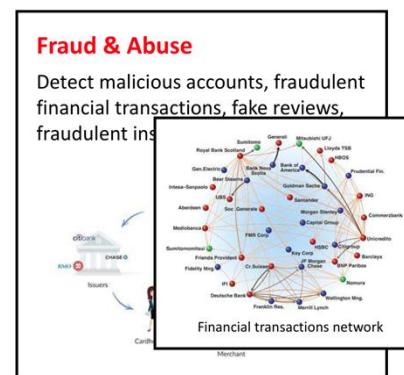 Fraud & Abuse
Detect malicious accounts, fraudulent
financial transactions, fake reviews,
fraudulent ins
Sumitomo
Generali
Mitsubishi UFJ
Royal Bank Scotland
Lloyds TSB
HBOS
Gen.Electric
Bank Nova
Scotia
Bank of
America
Prudential Fin.
Bear Stearns
Intesa-Sanpaolo
Goldman Sachs
UBS
ING
Santander
Aberdeen
Soc. Generale
Morgan Stanley
Commerzbank
Mediobanca
Capital Group
FMR Corp
Unicredito
Sumitomomitsui
HSBC
Citigroup
Friends Provident
Key Corp
Barclays
BNP Paribas
Fidelity Mng.
Cr.Suisse
JP Morgan
Chase
Nomura
IFI
Deutsche Bank
Wellington Mng.
Franklin Res.
Merrill Lynch
Financial transactions network
citibank
CHASE
Issuers
Cardh
Merchant